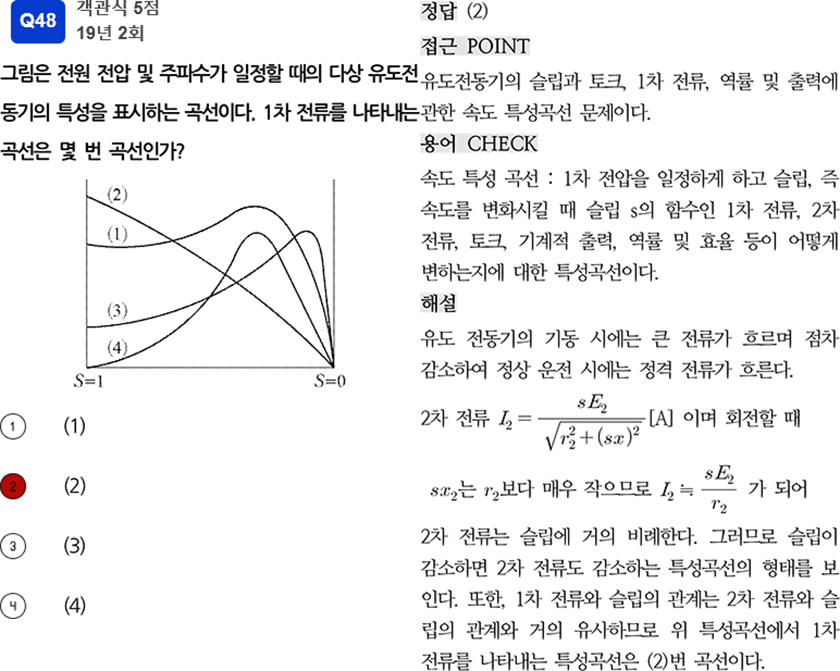 Q48
객관식 5점
19년 2회
그림은 전원 전압 및 주파수가 일정할 때의 다상 유도전
동기의 특성을 표시하는 곡선이다. 1차 전류를 나타내는
곡선은 몇 번 곡선인가?
(2)
(1)
(3)
(4)
S=1
S=0
1 (1)
2 (2)
3 (3)
4 (4)
정답 (2)
접근 POINT
유도전동기의 슬립과 토크, 1차 전류, 역률 및 출력에
관한 속도 특성곡선 문제이다.
용어 CHECK
속도 특성 곡선 : 1차 전압을 일정하게 하고 슬립, 즉
속도를 변화시킬 때 슬립 s의 함수인 1차 전류, 2차
전류, 토크, 기계적 출력, 역률 및 효율 등이 어떻게
변하는지에 대한 특성곡선이다.
해설
유도 전동기의 기동 시에는 큰 전류가 흐르며 점차
감소하여 정상 운전 시에는 정격 전류가 흐른다.
2차 전류 I₂ = sE₂ / √(r₂² + (sx)²) [A] 이며 회전할 때
sx₂는 r₂보다 매우 작으므로 I₂ ≒ sE₂ / r₂ 가 되어
2차 전류는 슬립에 거의 비례한다. 그러므로 슬립이
감소하면 2차 전류도 감소하는 특성곡선의 형태를 보
인다. 또한, 1차 전류와 슬립의 관계는 2차 전류와 슬
립의 관계와 거의 유사하므로 위 특성곡선에서 1차
전류를 나타내는 특성곡선은 (2)번 곡선이다.